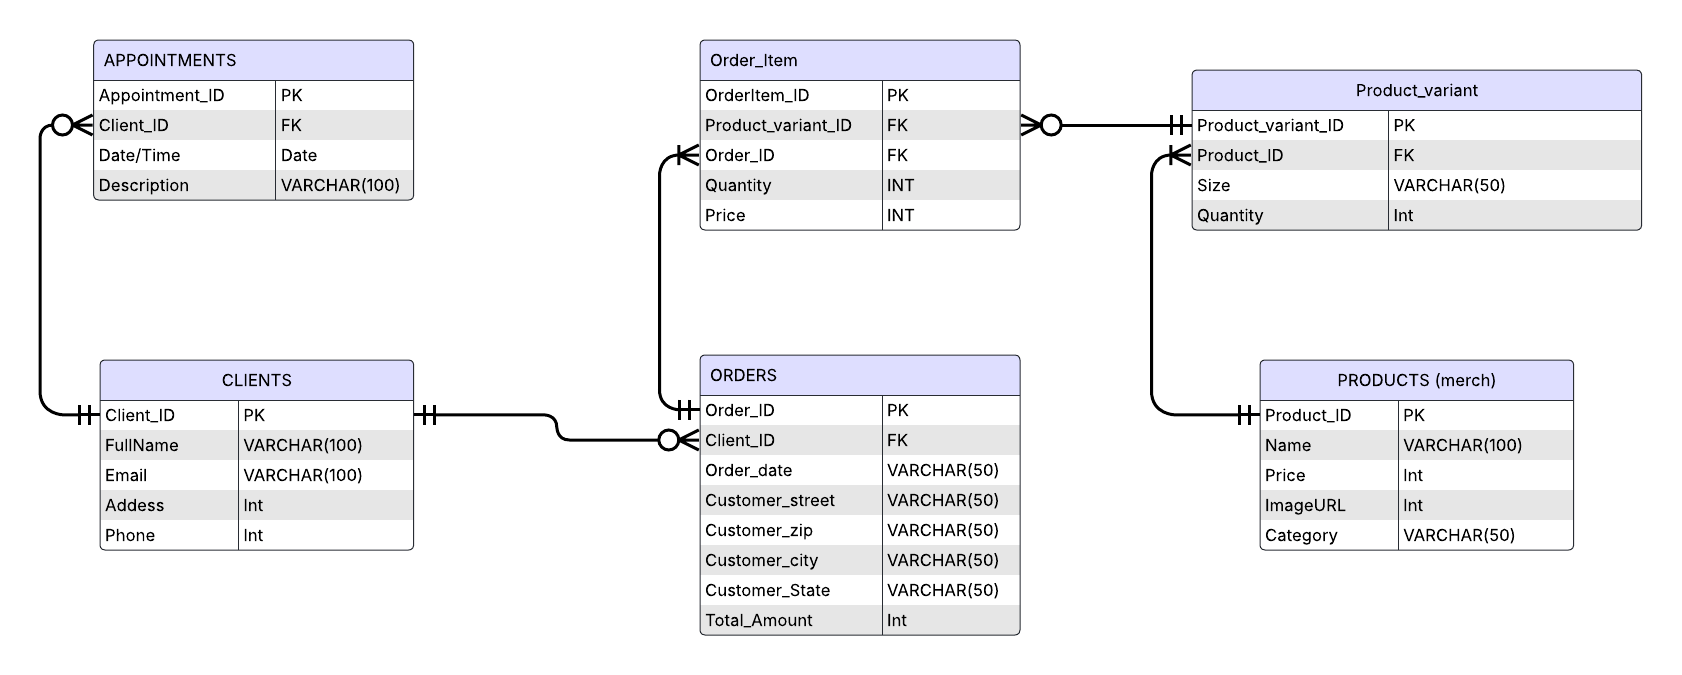 APPOINTMENTS
Appointment_ID PK
Client_ID FK
Date/Time Date
Description VARCHAR(100)
Order_Item
OrderItem_ID PK
Product_variant_ID FK
Order_ID FK
Quantity INT
Price INT
Product_variant
Product_variant_ID PK
Product_ID FK
Size VARCHAR(50)
Quantity Int
CLIENTS
Client_ID PK
FullName VARCHAR(100)
Email VARCHAR(100)
Addess Int
Phone Int
ORDERS
Order_ID PK
Client_ID FK
Order_date VARCHAR(50)
Customer_street VARCHAR(50)
Customer_zip VARCHAR(50)
Customer_city VARCHAR(50)
Customer_State VARCHAR(50)
Total_Amount Int
PRODUCTS (merch)
Product_ID PK
Name VARCHAR(100)
Price Int
ImageURL Int
Category VARCHAR(50)